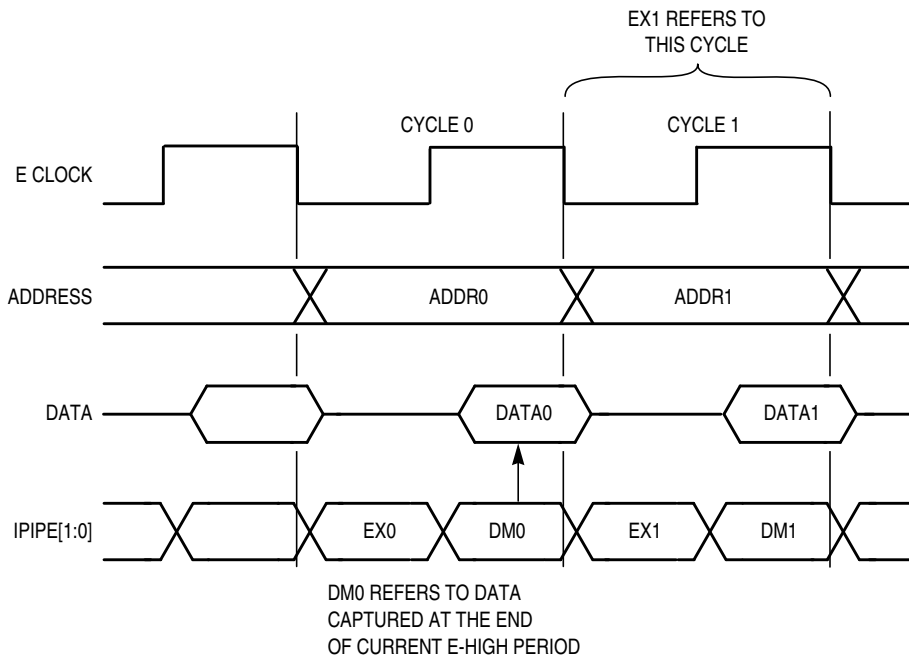 EX1 REFERS TO
THIS CYCLE
CYCLE 0
CYCLE 1
E CLOCK
ADDRESS
ADDR0
ADDR1
DATA
DATA0
DATA1
IPIPE[1:0]
EX0
DM0
EX1
DM1
DM0 REFERS TO DATA
CAPTURED AT THE END
OF CURRENT E-HIGH PERIOD